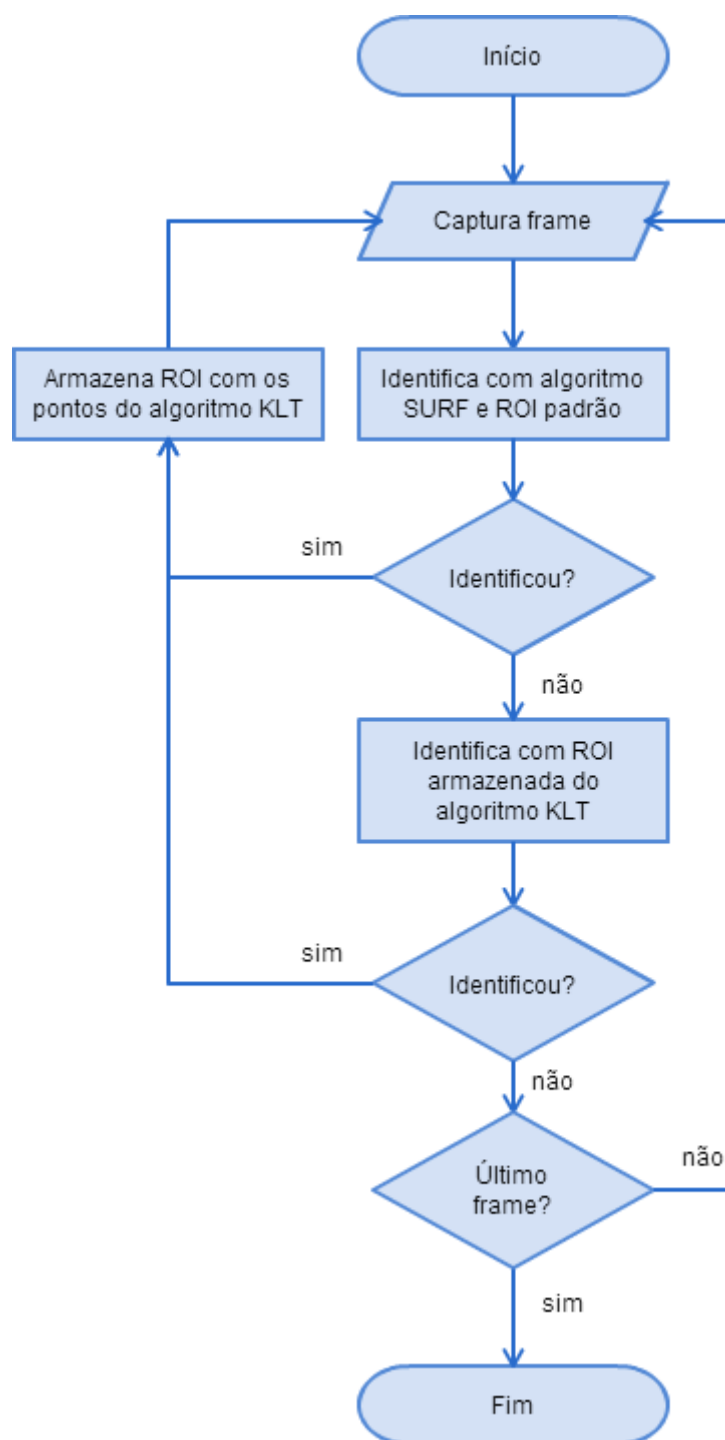 Início
Captura frame
Armazena ROI com os
pontos do algoritmo KLT
Identifica com algoritmo
SURF e ROI padrão
sim
Identificou?
não
Identifica com ROI
armazenada do
algoritmo KLT
sim
Identificou?
não
Último
frame?
não
sim
Fim